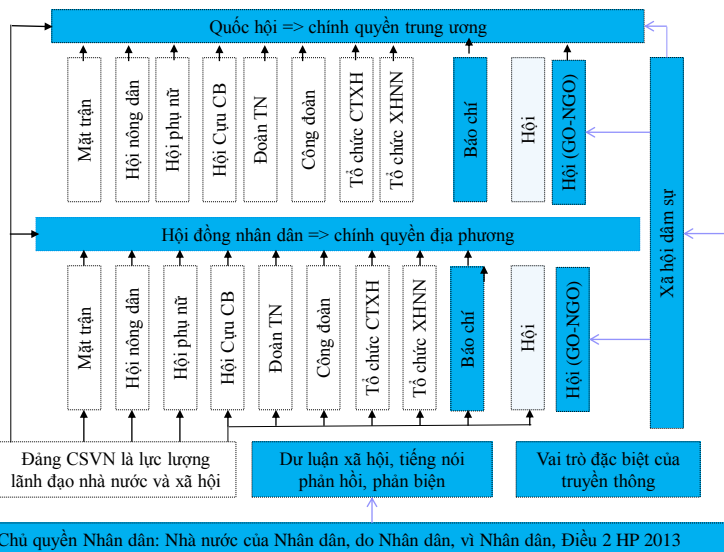 Quốc hội => chính quyền trung ương
Mặt trận
Hội nông dân
Hội phụ nữ
Hội Cựu CB
Đoàn TN
Công đoàn
Tổ chức CTXH
Tổ chức XHNN
Báo chí
Hội
Hội (GO-NGO)
Xã hội dâm sự
Hội đồng nhân dân => chính quyền địa phương
Mặt trận
Hội nông dân
Hội phụ nữ
Hội Cựu CB
Đoàn TN
Công đoàn
Tổ chức CTXH
Tổ chức XHNN
Báo chí
Hội
Hội (GO-NGO)
Đảng CSVN là lực lượng
lãnh đạo nhà nước và xã hội
Dư luận xã hội, tiếng nói
phản hồi, phản biện
Vai trò đặc biệt của
truyền thông
Chủ quyền Nhân dân: Nhà nước của Nhân dân, do Nhân dân, vì Nhân dân, Điều 2 HP 2013